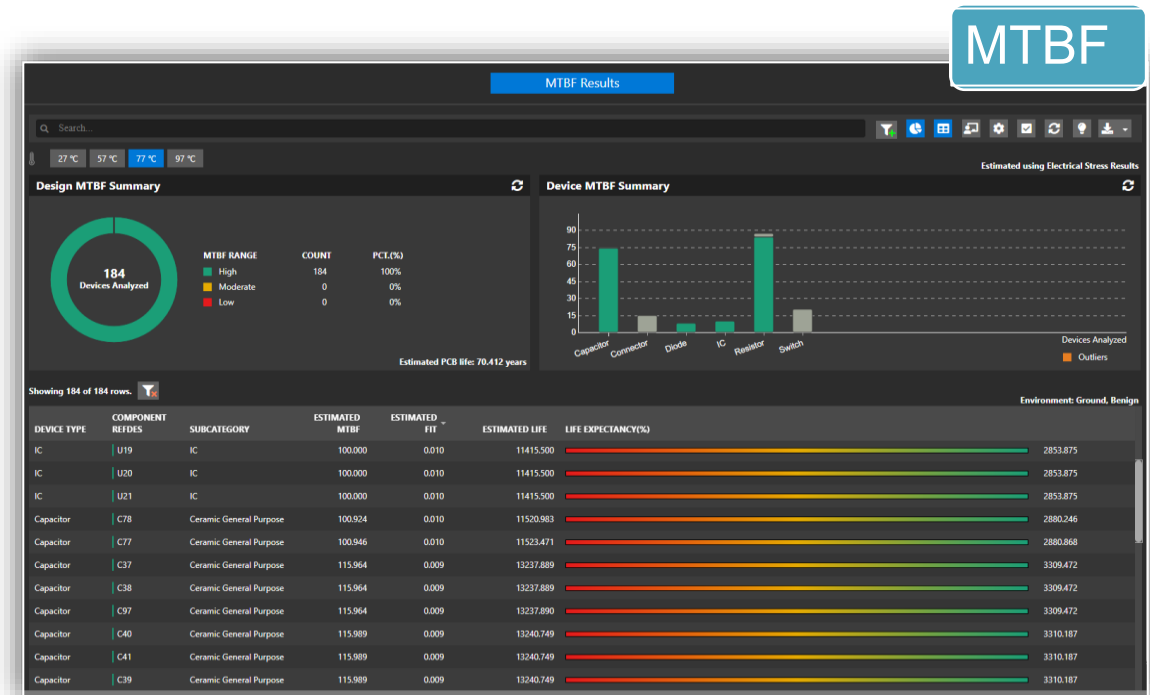 MTBF
MTBF Results
Search...
27 °C 57 °C 77 °C 97 °C
Estimated using Electrical Stress Results
Design MTBF Summary
184
Devices Analyzed
MTBF RANGE COUNT PCT.(%)
High 184 100%
Moderate 0 0%
Low 0 0%
Estimated PCB life: 70.412 years
Device MTBF Summary
90
75
60
45
30
15
0
Capacitor Connector Diode IC Resistor Switch
Devices Analyzed
Outliers
Showing 184 of 184 rows.
Environment: Ground, Benign
DEVICE TYPE COMPONENT REFDES SUBCATEGORY ESTIMATED MTBF ESTIMATED FIT ESTIMATED LIFE LIFE EXPECTANCY(%)
IC U19 IC 100.000 0.010 11415.500 2853.875
IC U20 IC 100.000 0.010 11415.500 2853.875
IC U21 IC 100.000 0.010 11415.500 2853.875
Capacitor C78 Ceramic General Purpose 100.924 0.010 11520.983 2880.246
Capacitor C77 Ceramic General Purpose 100.946 0.010 11523.471 2880.868
Capacitor C37 Ceramic General Purpose 115.964 0.009 13237.889 3309.472
Capacitor C38 Ceramic General Purpose 115.964 0.009 13237.889 3309.472
Capacitor C97 Ceramic General Purpose 115.964 0.009 13237.890 3309.472
Capacitor C40 Ceramic General Purpose 115.989 0.009 13240.749 3310.187
Capacitor C41 Ceramic General Purpose 115.989 0.009 13240.749 3310.187
Capacitor C39 Ceramic General Purpose 115.989 0.009 13240.749 3310.187